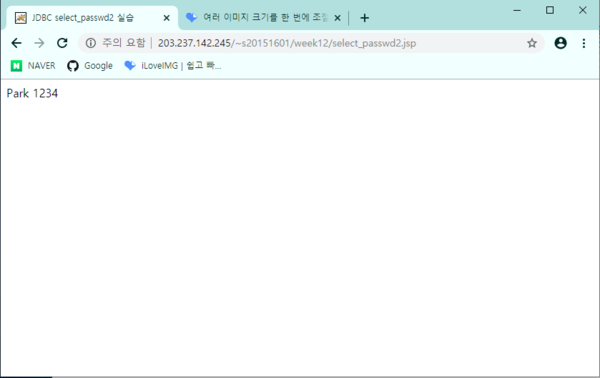 JDBC select_passwd2 실습
여러 이미지 크기를 한 번에 조절
주의 요함 | 203.237.142.245/~s20151601/week12/select_passwd2.jsp
NAVER Google iLoveIMG | 쉽고 빠...
Park 1234